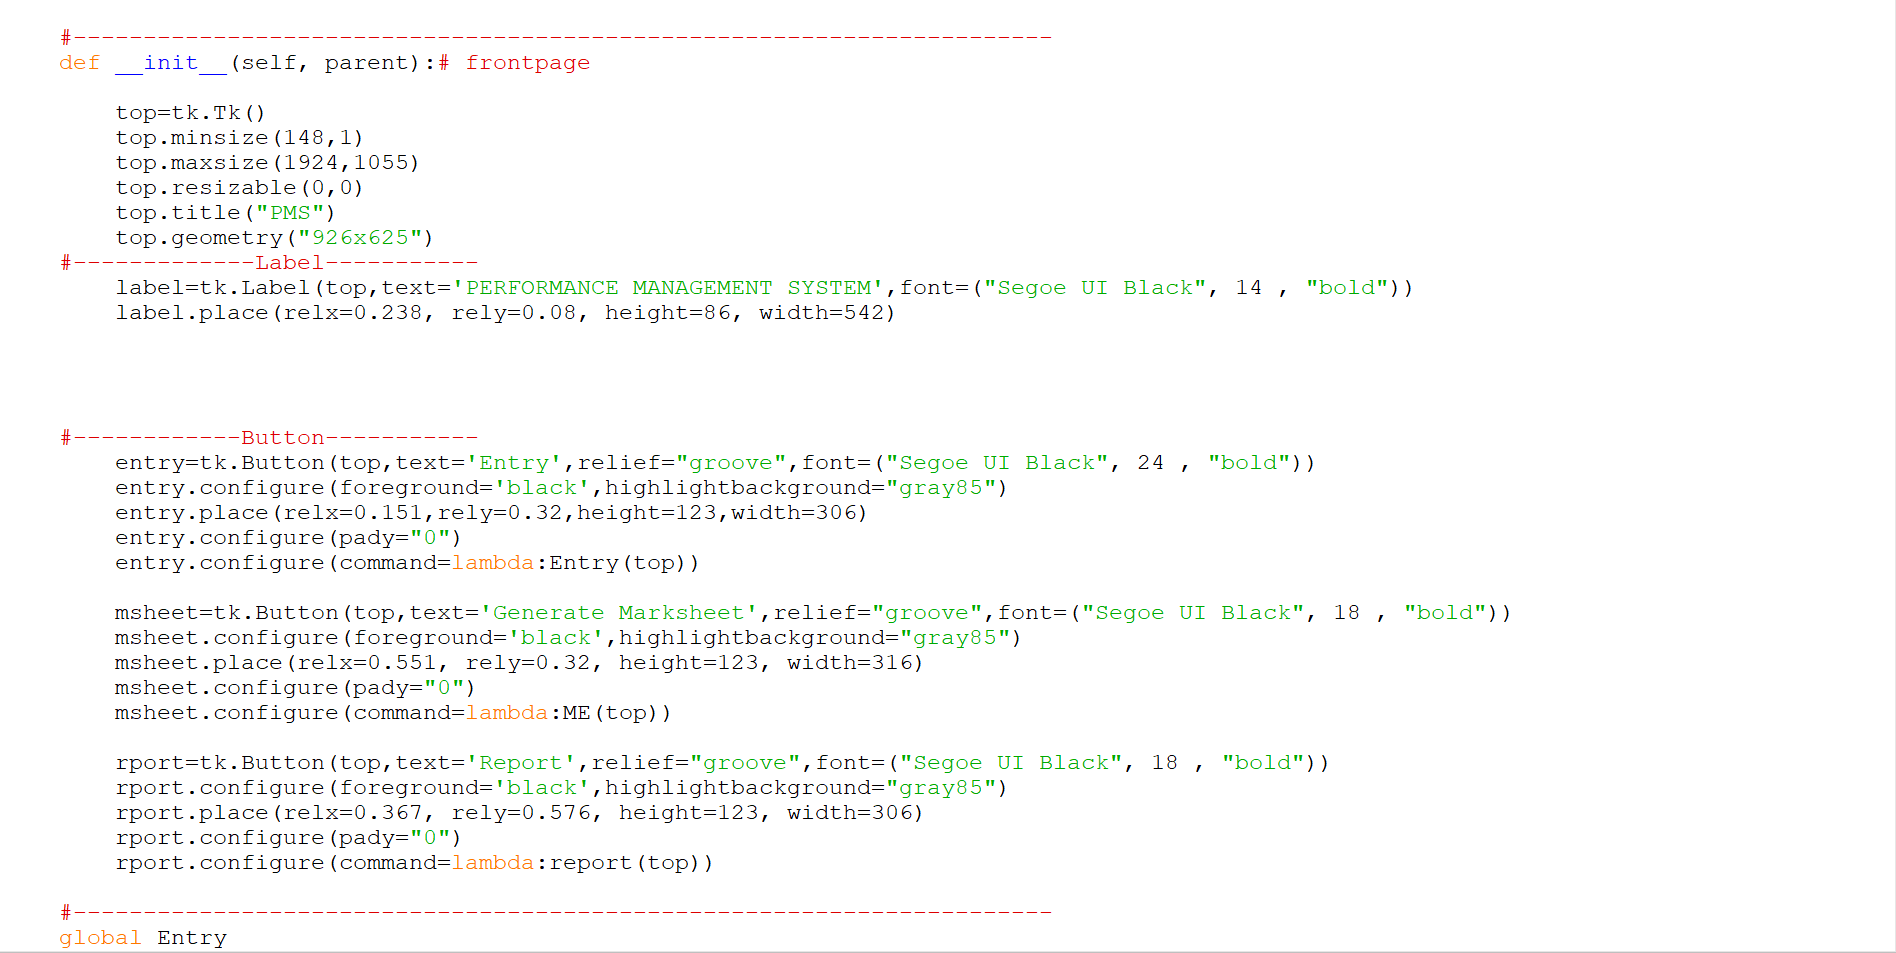 #----------------------------------------------------------------------
def __init__(self, parent):# frontpage
top=tk.Tk()
top.minsize(148,1)
top.maxsize(1924,1055)
top.resizable(0,0)
top.title("PMS")
top.geometry("926x625")
#-------------Label-----------
label=tk.Label(top,text='PERFORMANCE MANAGEMENT SYSTEM',font=("Segoe UI Black", 14 , "bold"))
label.place(relx=0.238, rely=0.08, height=86, width=542)
#------------Button-----------
entry=tk.Button(top,text='Entry',relief="groove",font=("Segoe UI Black", 24 , "bold"))
entry.configure(foreground='black',highlightbackground="gray85")
entry.place(relx=0.151,rely=0.32,height=123,width=306)
entry.configure(pady="0")
entry.configure(command=lambda:Entry(top))
msheet=tk.Button(top,text='Generate Marksheet',relief="groove",font=("Segoe UI Black", 18 , "bold"))
msheet.configure(foreground='black',highlightbackground="gray85")
msheet.place(relx=0.551, rely=0.32, height=123, width=316)
msheet.configure(pady="0")
msheet.configure(command=lambda:ME(top))
rport=tk.Button(top,text='Report',relief="groove",font=("Segoe UI Black", 18 , "bold"))
rport.configure(foreground='black',highlightbackground="gray85")
rport.place(relx=0.367, rely=0.576, height=123, width=306)
rport.configure(pady="0")
rport.configure(command=lambda:report(top))
#----------------------------------------------------------------------
global Entry